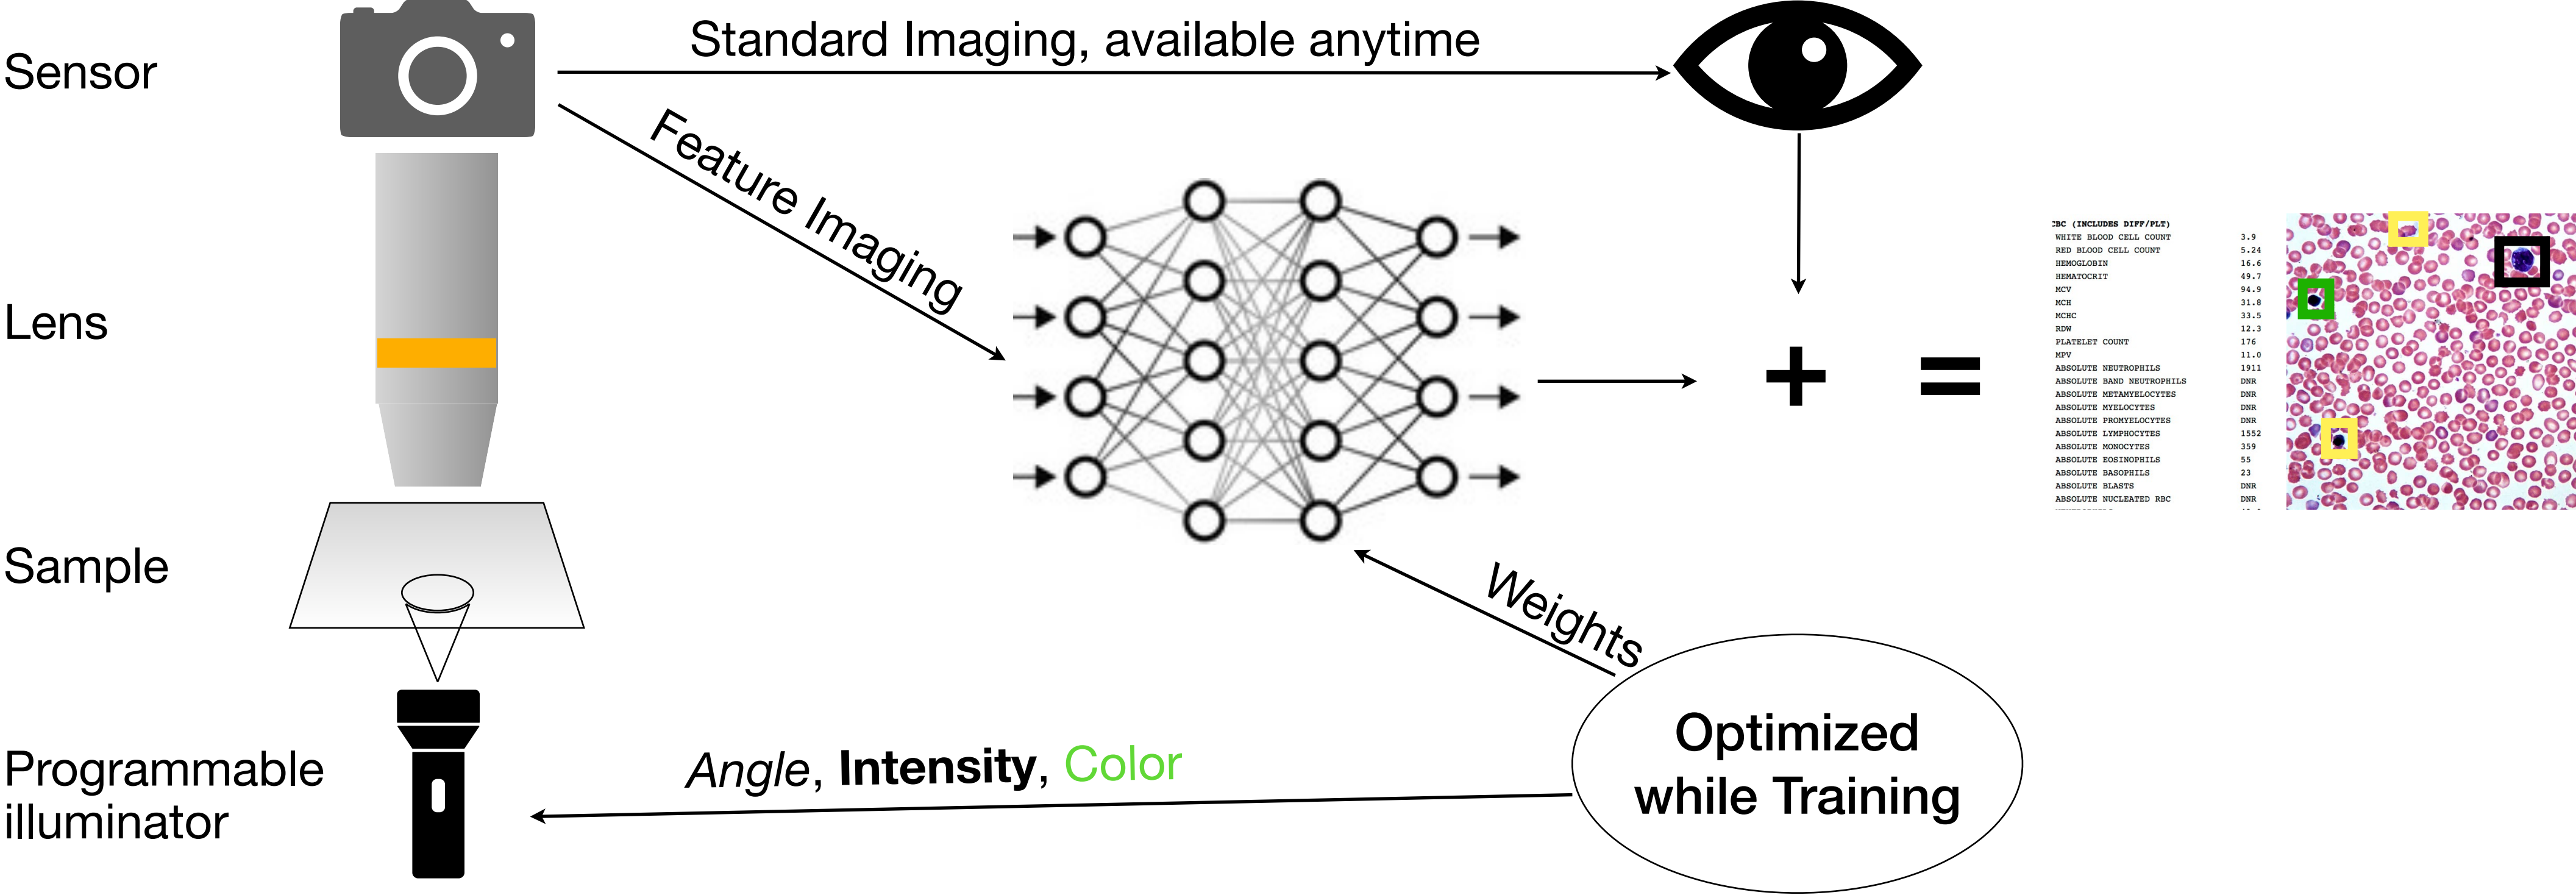 Sensor
Standard Imaging, available anytime
Feature Imaging
Lens
Sample
Programmable
illuminator
Angle, Intensity, Color
Weights
Optimized
while Training
CBC (INCLUDES DIFF/PLT)
WHITE BLOOD CELL COUNT 3.9
RED BLOOD CELL COUNT 5.24
HEMOGLOBIN 16.6
HEMATOCRIT 49.7
MCV 94.9
MCH 31.8
MCHC 33.5
RDW 12.3
PLATELET COUNT 176
MPV 11.0
ABSOLUTE NEUTROPHILS 1911
ABSOLUTE BAND NEUTROPHILS DNR
ABSOLUTE METAMYELOCYTES DNR
ABSOLUTE MYELOCYTES DNR
ABSOLUTE PROMYELOCYTES DNR
ABSOLUTE LYMPHOCYTES 1552
ABSOLUTE MONOCYTES 359
ABSOLUTE EOSINOPHILS 55
ABSOLUTE BASOPHILS 23
ABSOLUTE BLASTS DNR
ABSOLUTE NUCLEATED RBC DNR
+ =